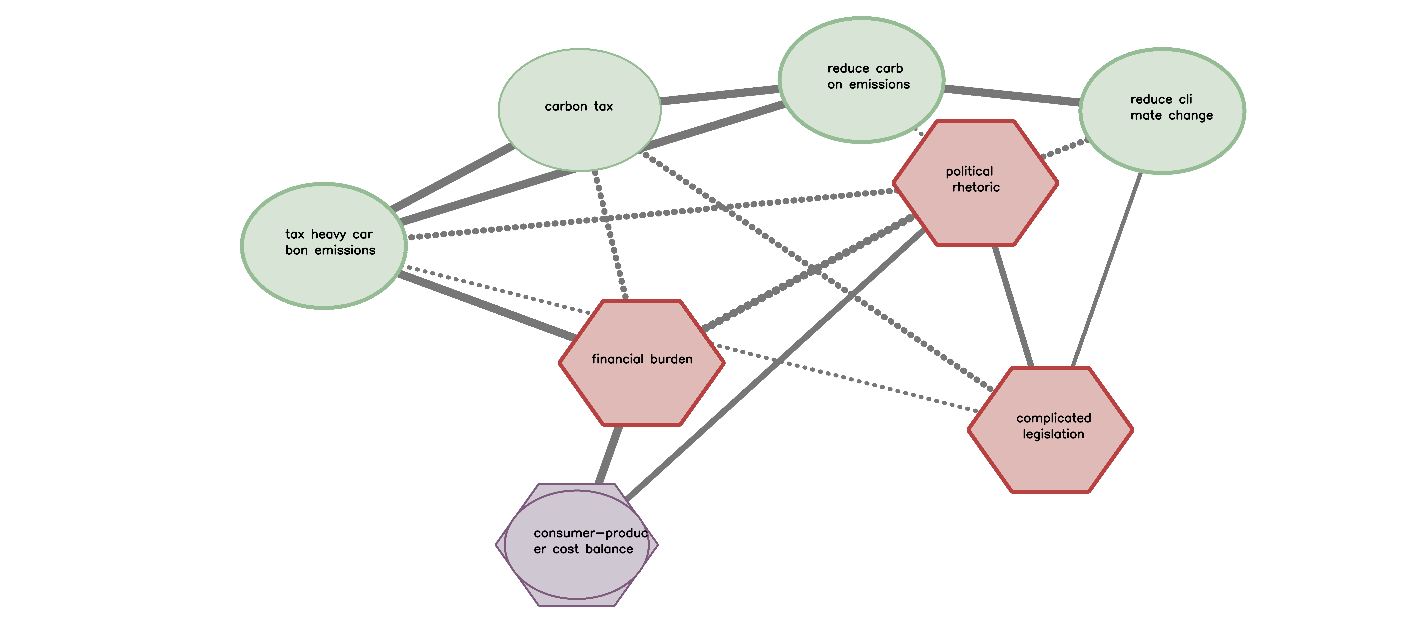 reduce carb
on emissions
carbon tax
reduce cli
mate change
political
rhetoric
tax heavy car
bon emissions
financial burden
complicated
legislation
consumer-produc
er cost balance